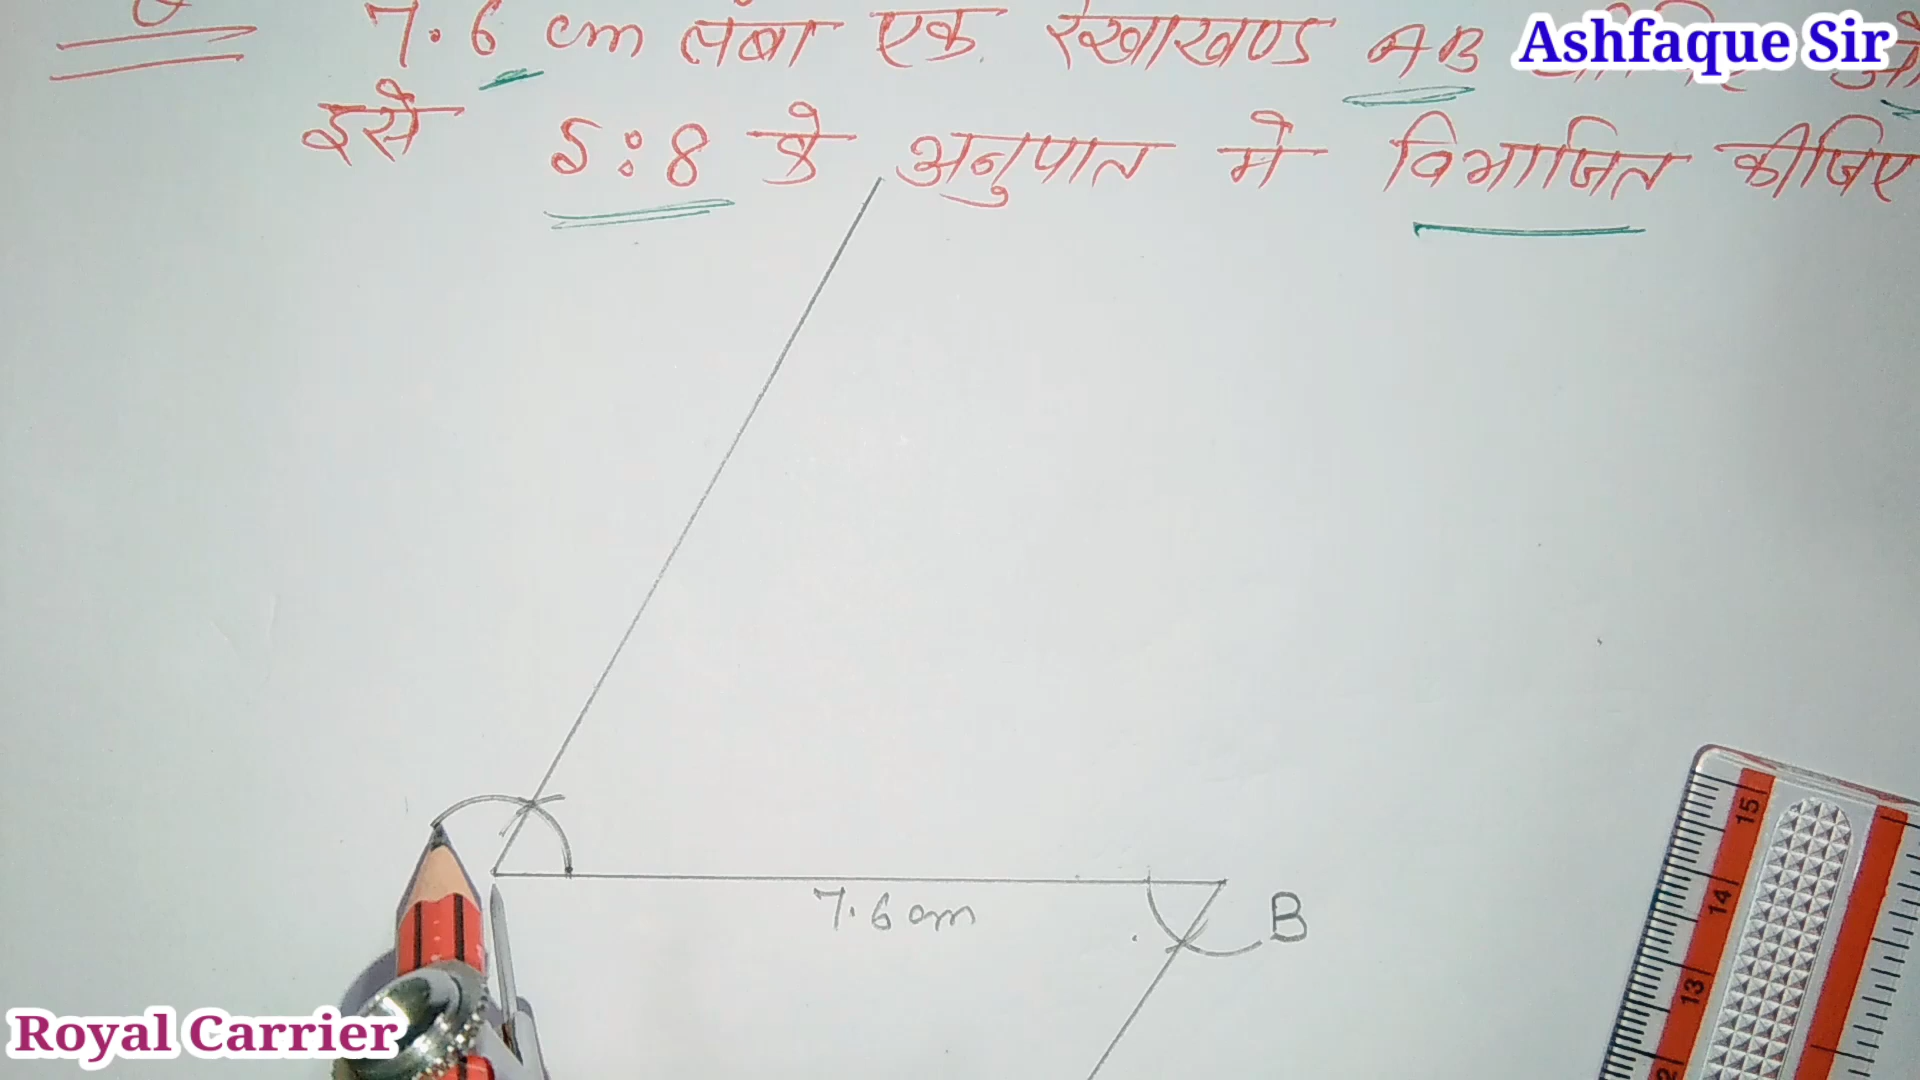 7.6 cm लंबा एक रेखाखण्ड AB
Ashfaque Sir
इसे 5:8 के अनुपात मे विभाजित कीजिए
7.6 cm
B
15
14
13
12
Royal Carrier